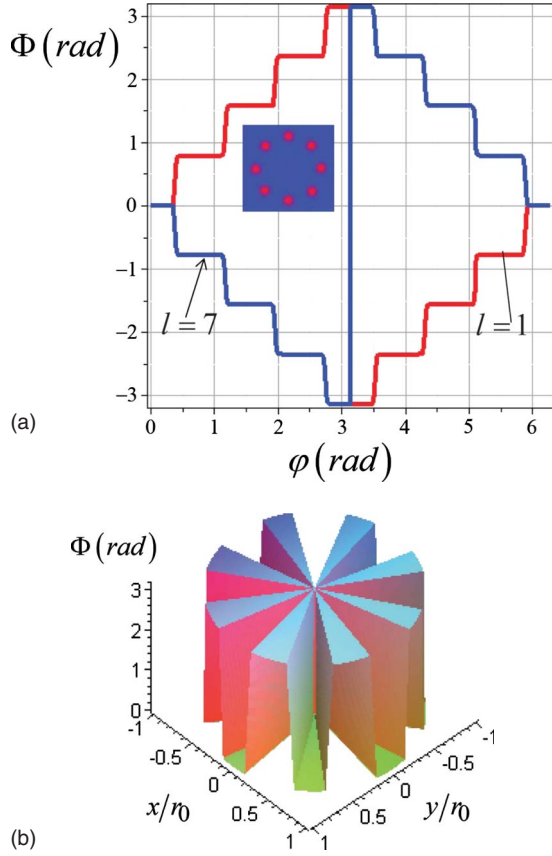 Φ(rad)
3
2
1
0
−1
−2
−3
l = 7
l = 1
0 1 2 3 4 5 6
φ(rad)
(a)
Φ(rad)
3
2
1
0
-1 -1
-0.5 -0.5
0 0
0.5 0.5
1 1
x/r₀ y/r₀
(b)